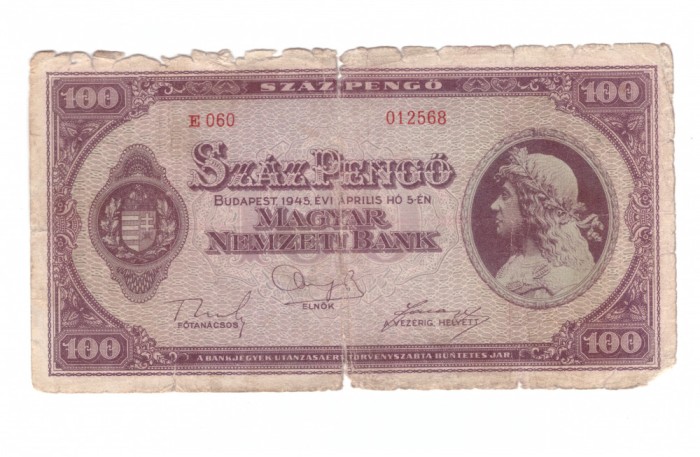 100 SZÁZ PENGŐ 100
E 060 012568
SZÁZ PENGŐ
BUDAPEST, 1945. ÉVI ÁPRILIS HÓ 5-ÉN
MAGYAR
NEMZETI BANK
ELNÖK
FŐTANÁCSOS
A VEZÉRIG. HELYETT
100 100
A BANKJEGYEK UTÁNZÁSÁÉRT TÖRVÉNYSZABTA BÜNTETÉS JÁR